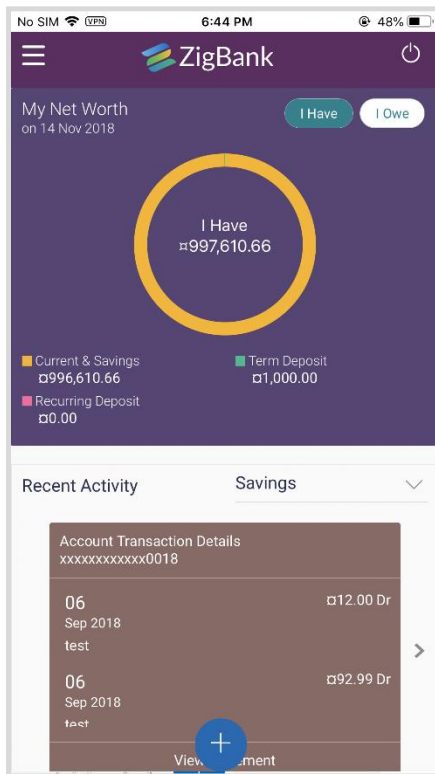 No SIM VPN 6:44 PM 48%
ZigBank
My Net Worth
on 14 Nov 2018
I Have I Owe
I Have
¤997,610.66
Current & Savings Term Deposit
¤996,610.66 ¤1,000.00
Recurring Deposit
¤0.00
Recent Activity Savings
Account Transaction Details
xxxxxxxxxxxx0018
06 ¤12.00 Dr
Sep 2018
test
06 ¤92.99 Dr
Sep 2018
test